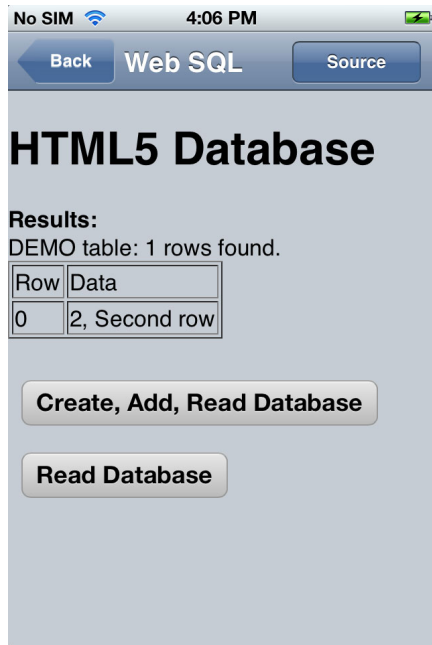 No SIM 4:06 PM
Back Web SQL Source
HTML5 Database
Results:
DEMO table: 1 rows found.
Row Data
0 2, Second row
Create, Add, Read Database
Read Database